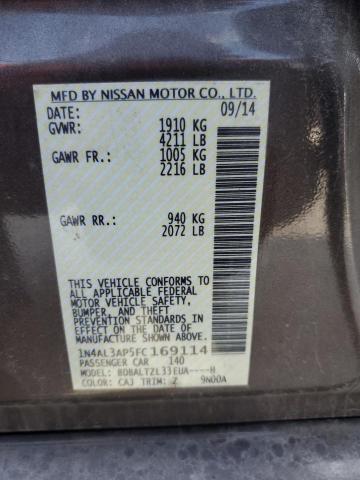 MFD BY NISSAN MOTOR CO., LTD.
DATE: 09/14
GVWR: 1910 KG
4211 LB
GAWR FR.: 1005 KG
2216 LB
GAWR RR.: 940 KG
2072 LB
THIS VEHICLE CONFORMS TO
ALL APPLICABLE FEDERAL
MOTOR VEHICLE SAFETY,
BUMPER, AND THEFT
PREVENTION STANDARDS IN
EFFECT ON THE DATE OF
MANUFACTURE SHOWN ABOVE.
1N4AL3AP5FC169114
PASSENGER CAR 140
MODEL: BDBALTZL33EUA----H
COLOR: CAJ TRIM: Z 9N00A